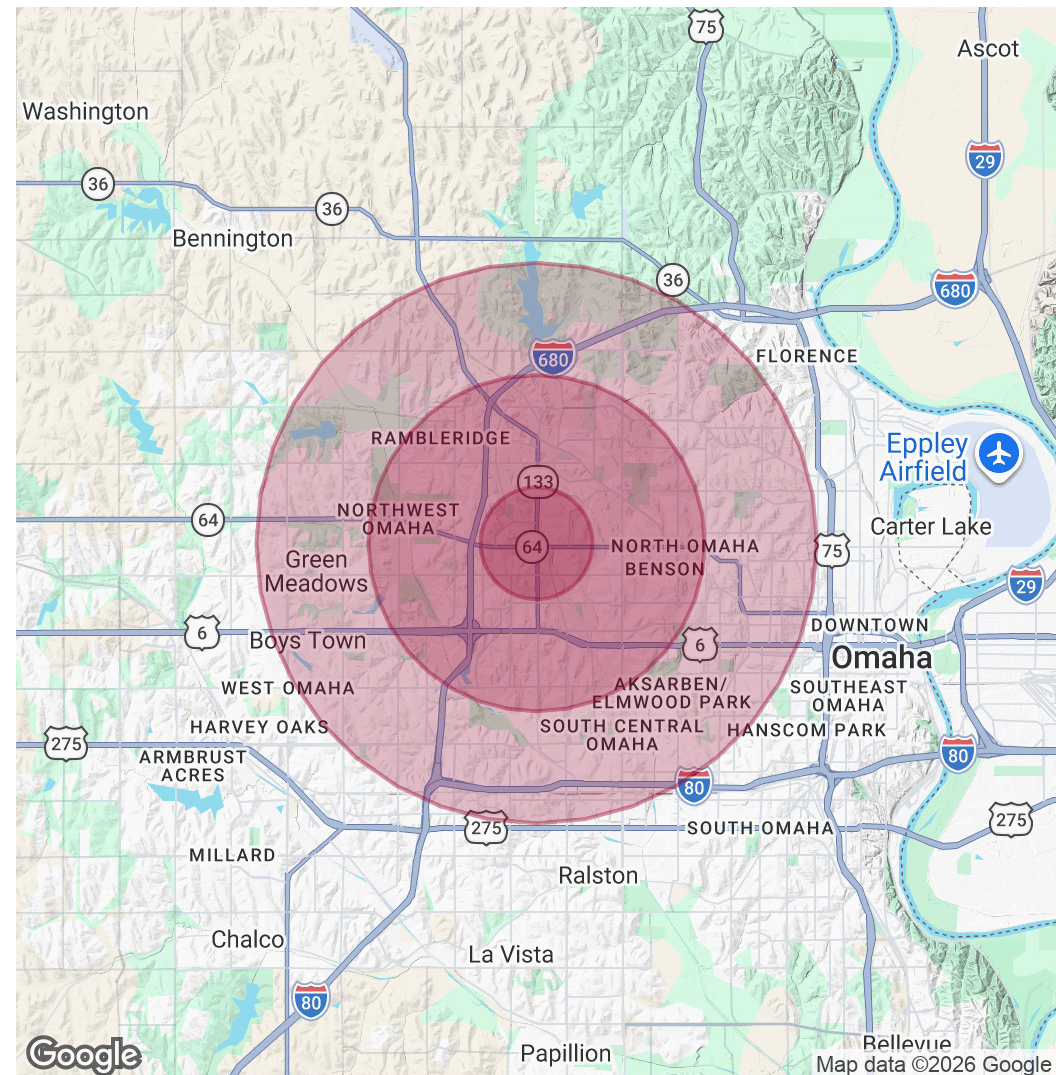 75
Ascot
Washington
29
36
36
Bennington
36
680
680
FLORENCE
RAMBLERIDGE
Eppley
Airfield
133
NORTHWEST
OMAHA
64
Carter Lake
64
NORTH OMAHA
BENSON
75
Green
Meadows
29
6
Boys Town
6
DOWNTOWN
Omaha
WEST OMAHA
AKSARBEN/
ELMWOOD PARK
SOUTHEAST
OMAHA
HARVEY OAKS
SOUTH CENTRAL
OMAHA
HANSCOM PARK
275
ARMBRUST
ACRES
80
80
275
275
SOUTH OMAHA
MILLARD
Ralston
Chalco
La Vista
80
Google
Papillion
Bellevue
Map data ©2026 Google